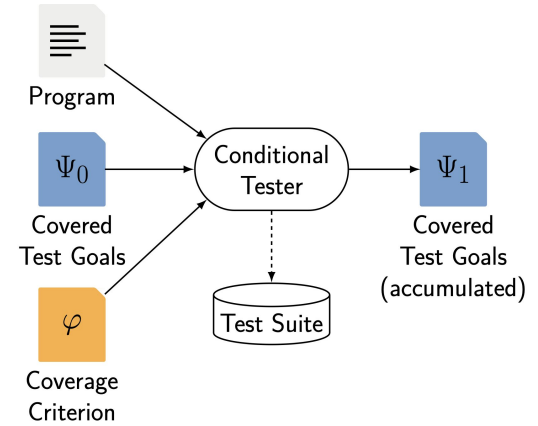 Program
Ψ0
Covered
Test Goals
φ
Coverage
Criterion
Conditional
Tester
Test Suite
Ψ1
Covered
Test Goals
(accumulated)